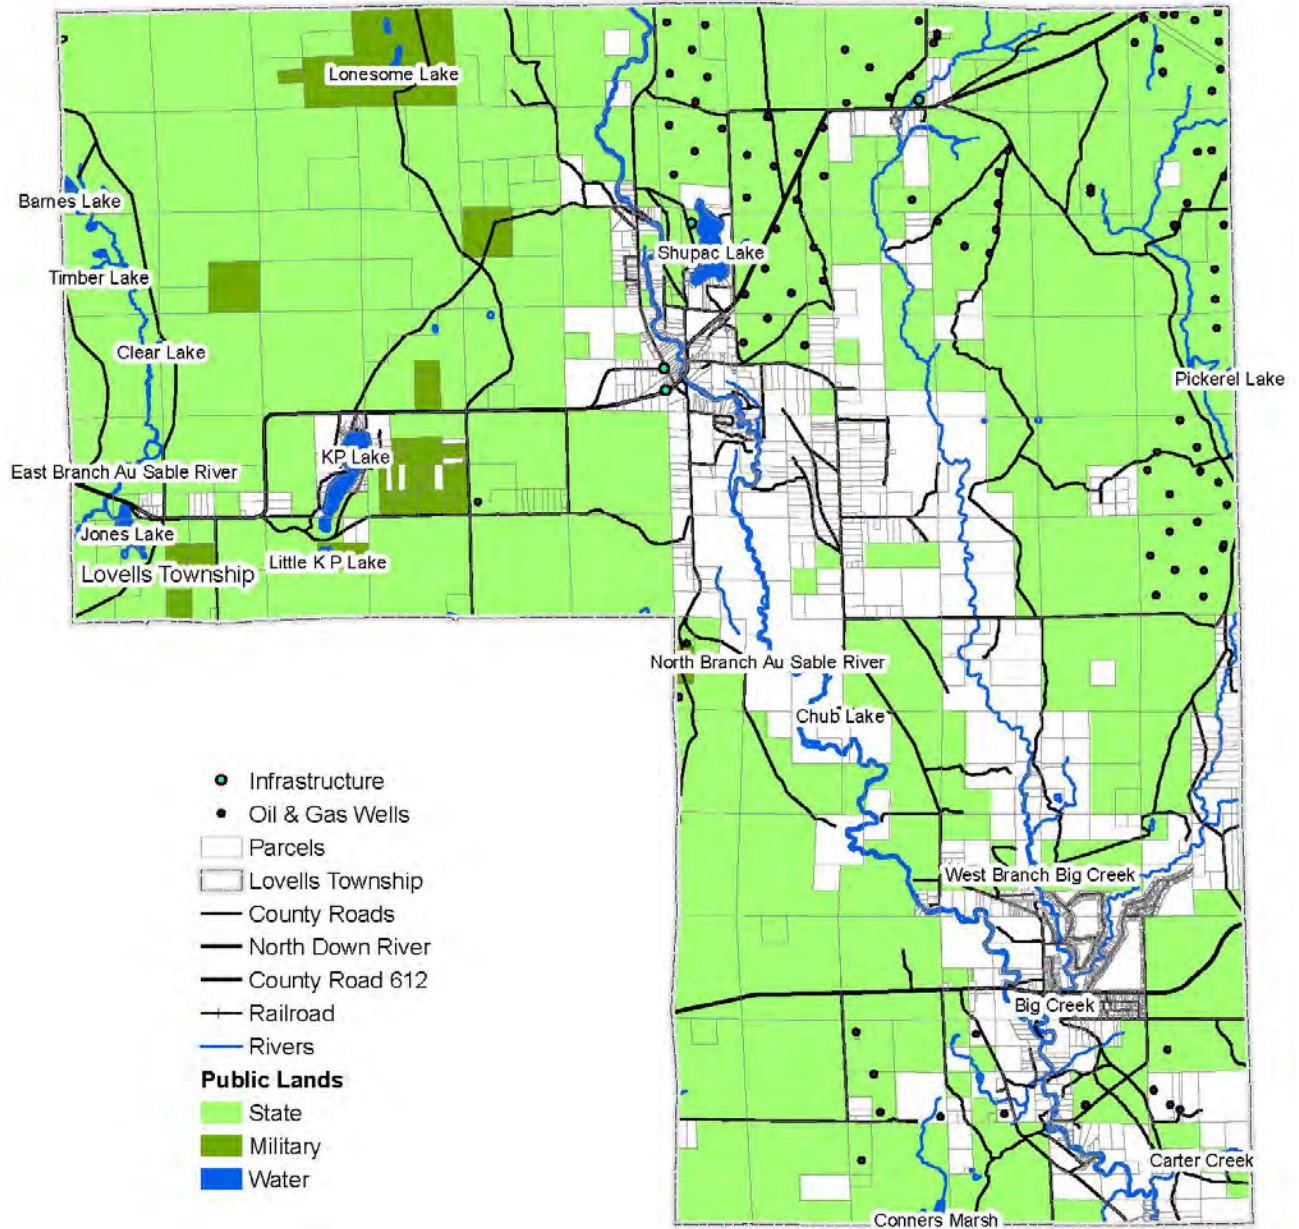 Lonesome Lake
Barnes Lake
Shupac Lake
Timber Lake
Clear Lake
Pickerel Lake
KP Lake
East Branch Au Sable River
Jones Lake
Little K P Lake
Lovells Township
North Branch Au Sable River
Chub Lake
Infrastructure
Oil & Gas Wells
Parcels
Lovells Township
County Roads
North Down River
County Road 612
Railroad
Rivers
Public Lands
State
Military
Water
West Branch Big Creek
Big Creek
Carter Creek
Conners Marsh